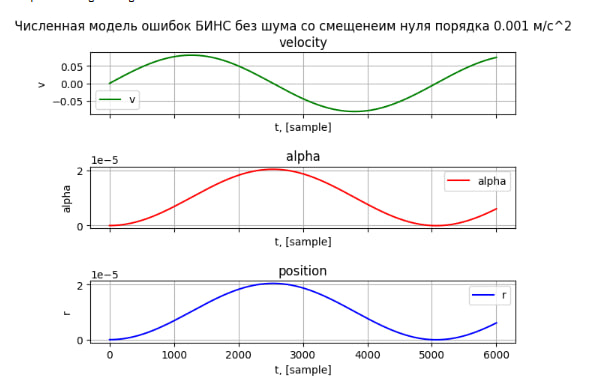 Численная модель ошибок БИНС без шума со смещенеим нуля порядка 0.001 м/с^2
velocity
0.05
0.00
−0.05
v
v
t, [sample]
alpha
1e−5
2
0
alpha
alpha
t, [sample]
position
1e−5
2
0
r
r
0 1000 2000 3000 4000 5000 6000
t, [sample]